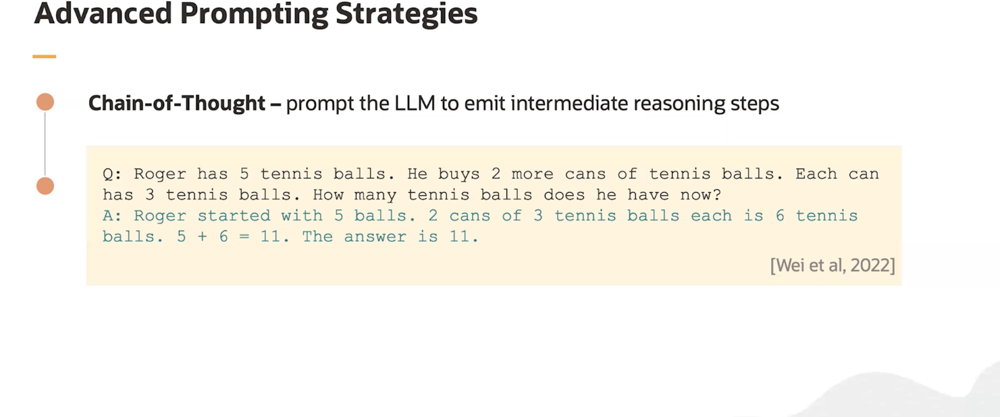 Advanced Prompting Strategies
Chain-of-Thought – prompt the LLM to emit intermediate reasoning steps
Q: Roger has 5 tennis balls. He buys 2 more cans of tennis balls. Each can
has 3 tennis balls. How many tennis balls does he have now?
A: Roger started with 5 balls. 2 cans of 3 tennis balls each is 6 tennis
balls. 5 + 6 = 11. The answer is 11.
[Wei et al, 2022]